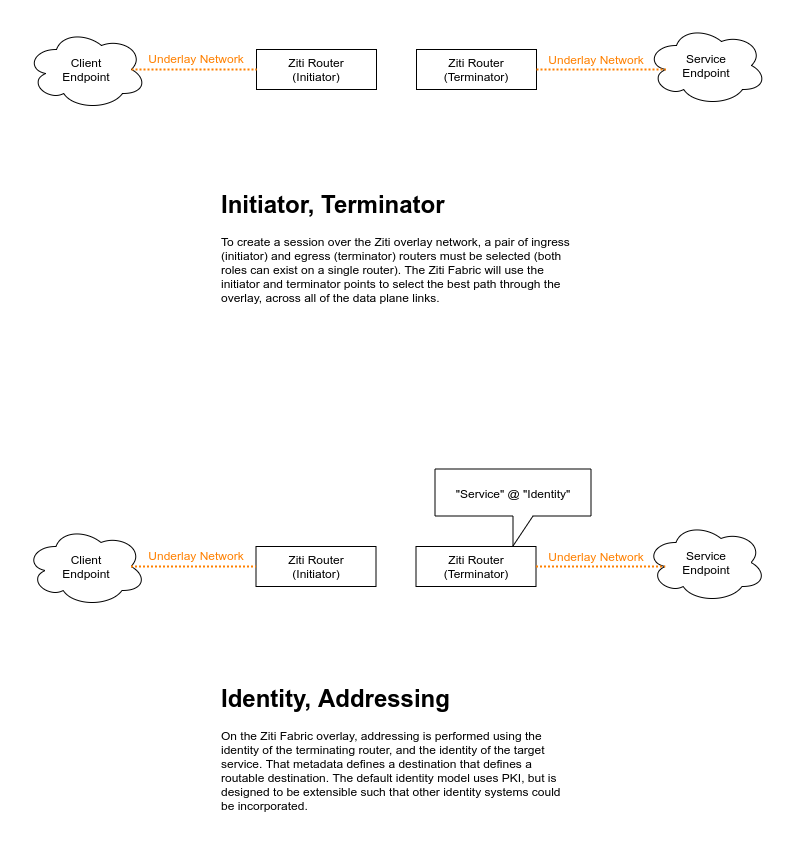 Client
Endpoint
Underlay Network
Ziti Router
(Initiator)
Ziti Router
(Terminator)
Underlay Network
Service
Endpoint
Initiator, Terminator
To create a session over the Ziti overlay network, a pair of ingress
(initiator) and egress (terminator) routers must be selected (both
roles can exist on a single router). The Ziti Fabric will use the
initiator and terminator points to select the best path through the
overlay, across all of the data plane links.
"Service" @ "Identity"
Client
Endpoint
Underlay Network
Ziti Router
(Initiator)
Ziti Router
(Terminator)
Underlay Network
Service
Endpoint
Identity, Addressing
On the Ziti Fabric overlay, addressing is performed using the
identity of the terminating router, and the identity of the target
service. That metadata defines a destination that defines a
routable destination. The default identity model uses PKI, but is
designed to be extensible such that other identity systems could
be incorporated.